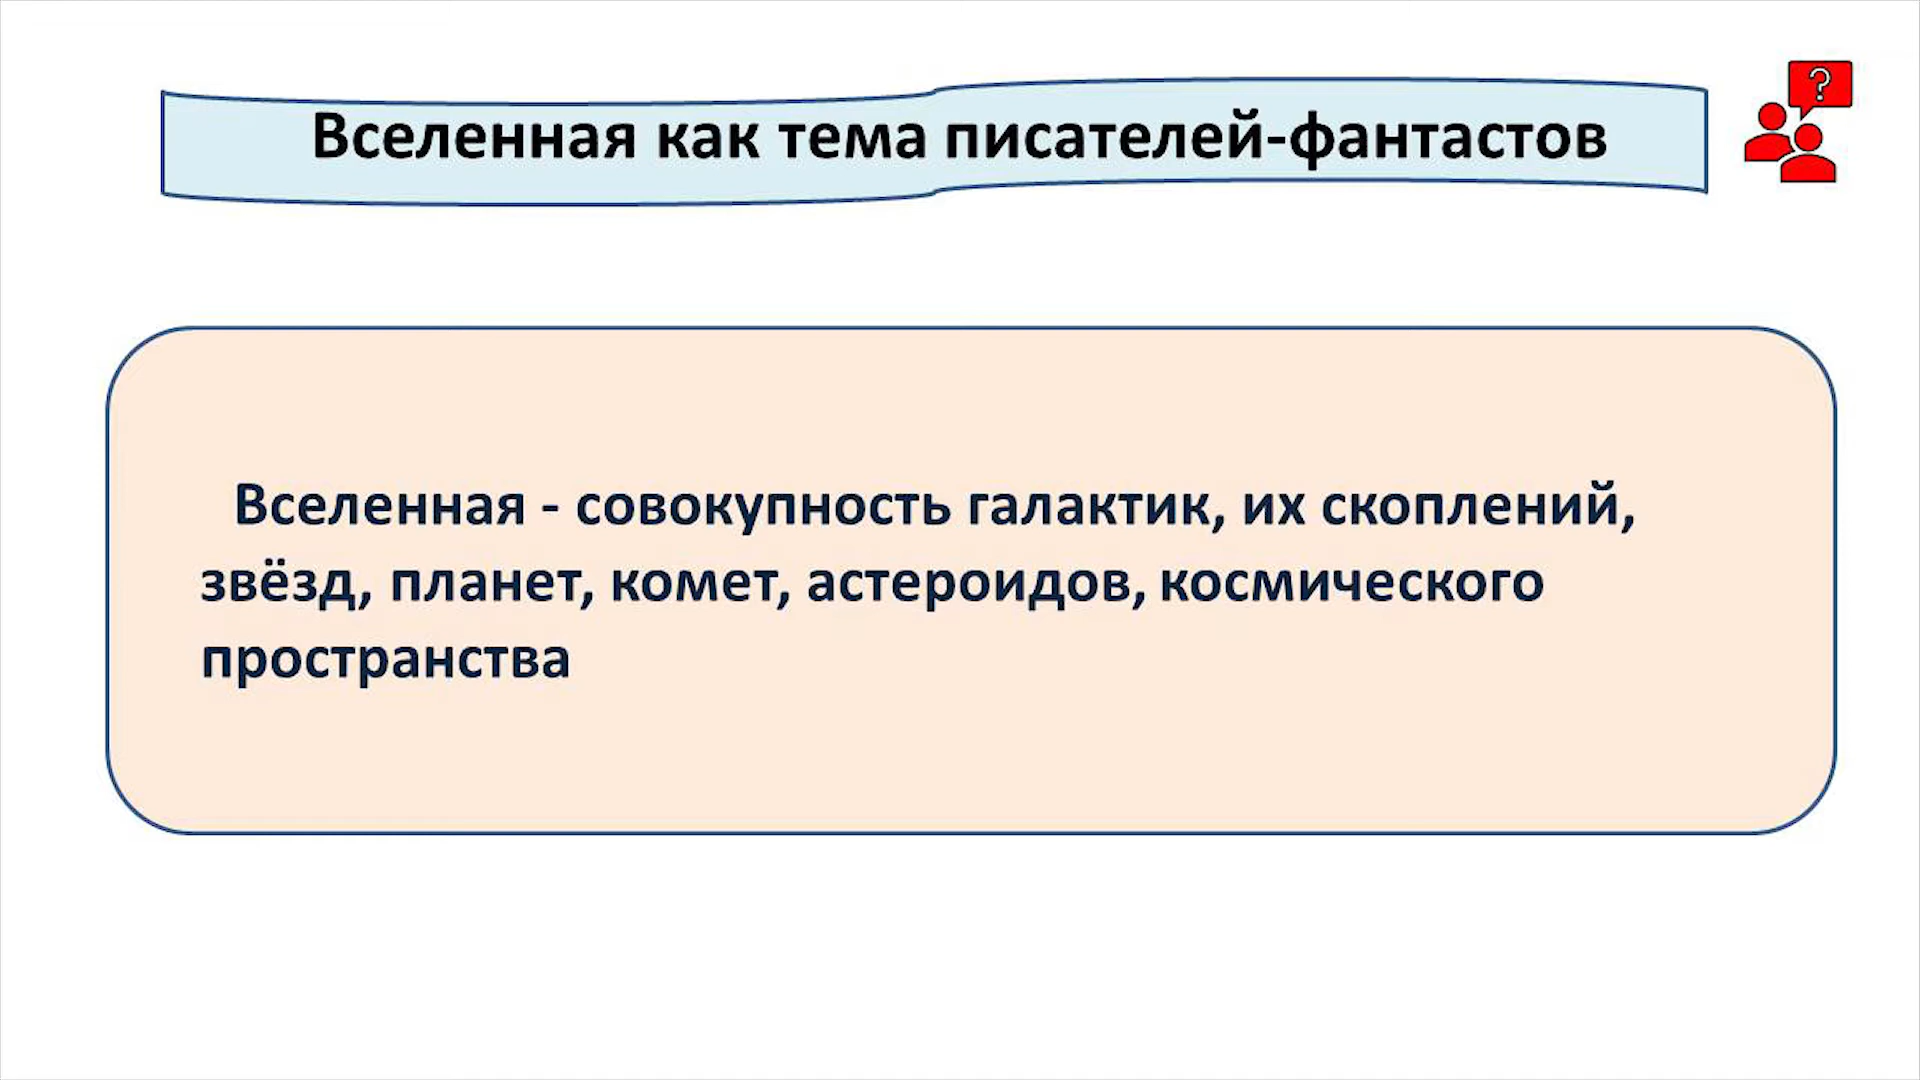 Вселенная как тема писателей-фантастов
?
Вселенная - совокупность галактик, их скоплений,
звёзд, планет, комет, астероидов, космического
пространства